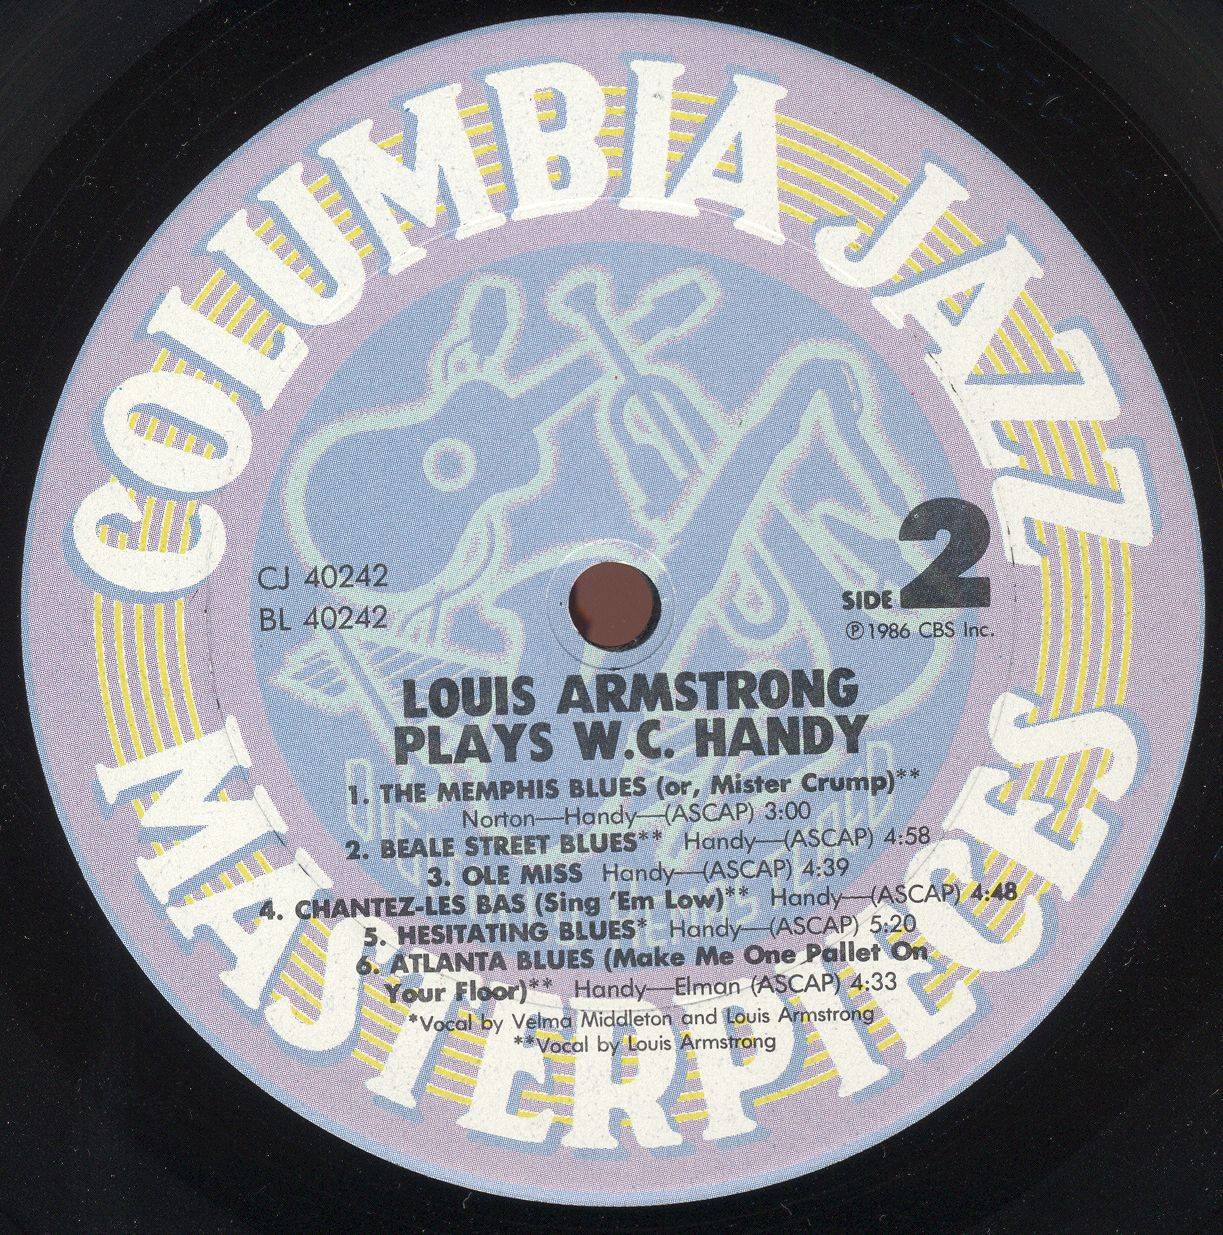 COLUMBIA JAZZ
MASTERPIECES
CJ 40242
BL 40242
SIDE 2
℗ 1986 CBS Inc.
LOUIS ARMSTRONG
PLAYS W.C. HANDY
1. THE MEMPHIS BLUES (or, Mister Crump)**
Norton—Handy—(ASCAP) 3:00
2. BEALE STREET BLUES** Handy—(ASCAP) 4:58
3. OLE MISS Handy—(ASCAP) 4:39
4. CHANTEZ-LES BAS (Sing 'Em Low)** Handy—(ASCAP) 4:48
5. HESITATING BLUES* Handy—(ASCAP) 5:20
6. ATLANTA BLUES (Make Me One Pallet On
Your Floor)** Handy—Elman (ASCAP) 4:33
*Vocal by Velma Middleton and Louis Armstrong
**Vocal by Louis Armstrong